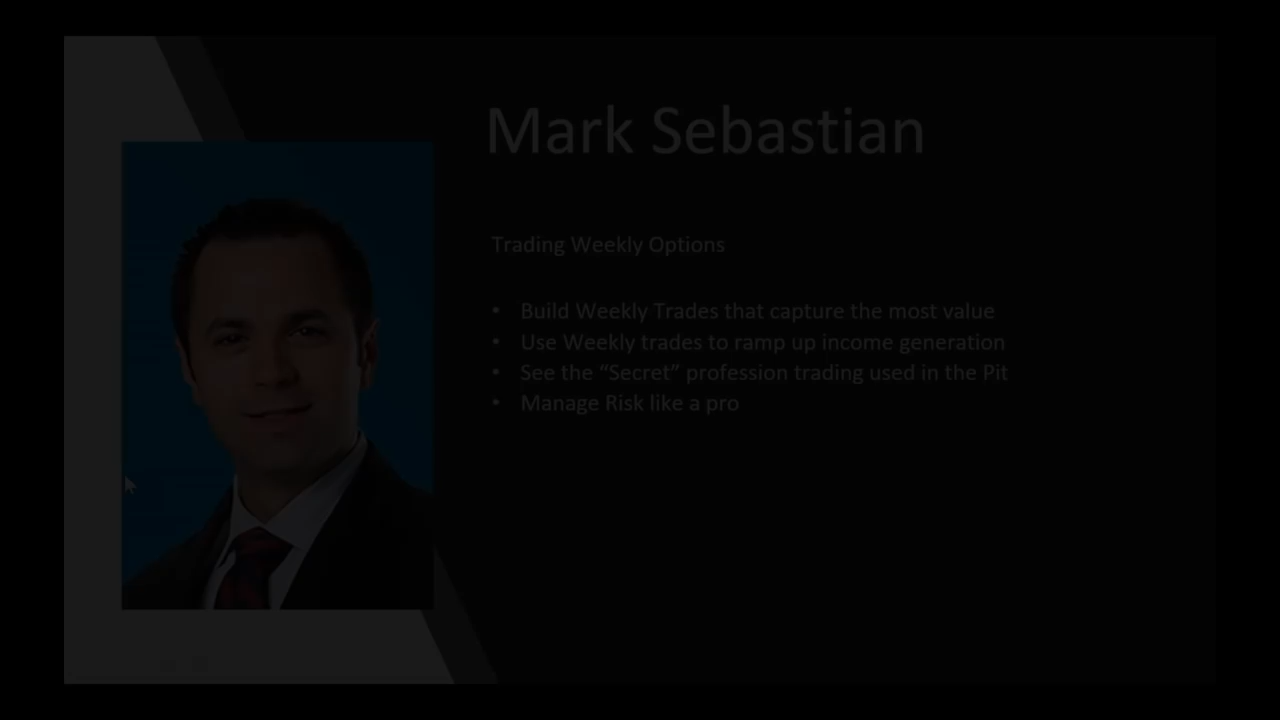 Mark Sebastian
Trading Weekly Options
• Build Weekly Trades that capture the most value
• Use Weekly trades to ramp up income generation
• See the “Secret” profession trading used in the Pit
• Manage Risk like a pro